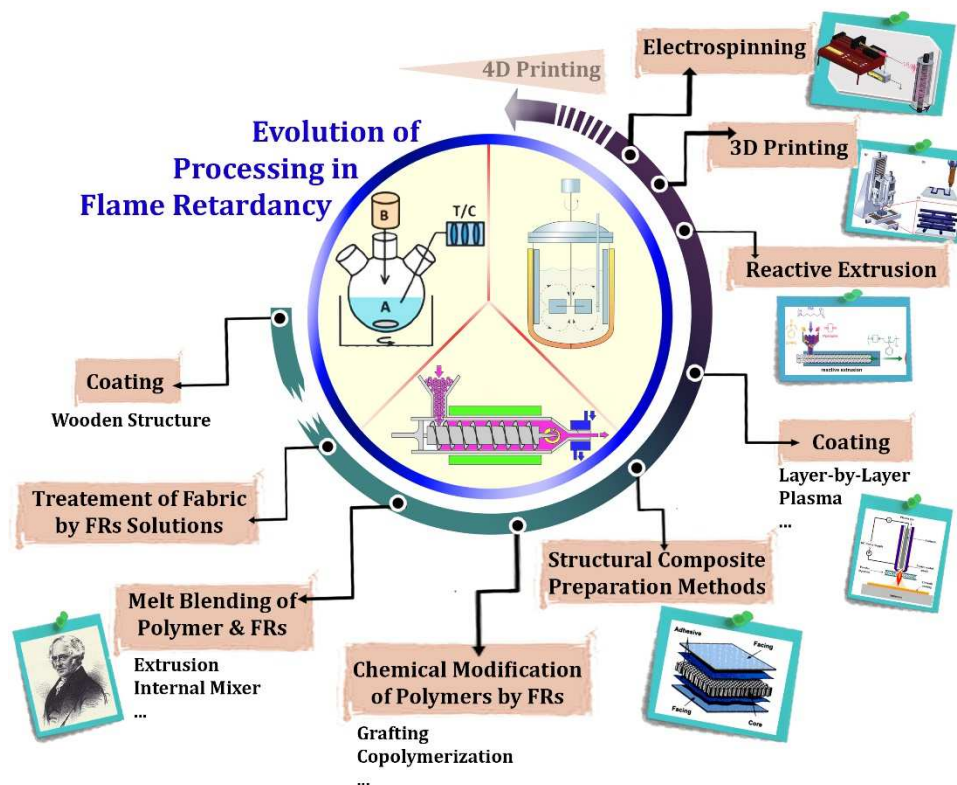 Evolution of
Processing in
Flame Retardancy
4D Printing
Electrospinning
3D Printing
Reactive Extrusion
reactive extrusion
Coating
Layer-by-Layer
Plasma
...
Structural Composite
Preparation Methods
Adhesive
Facing
Facing
Core
Chemical Modification
of Polymers by FRs
Grafting
Copolymerization
...
Melt Blending of
Polymer & FRs
Extrusion
Internal Mixer
...
Treatement of Fabric
by FRs Solutions
Coating
Wooden Structure
B
T/C
A